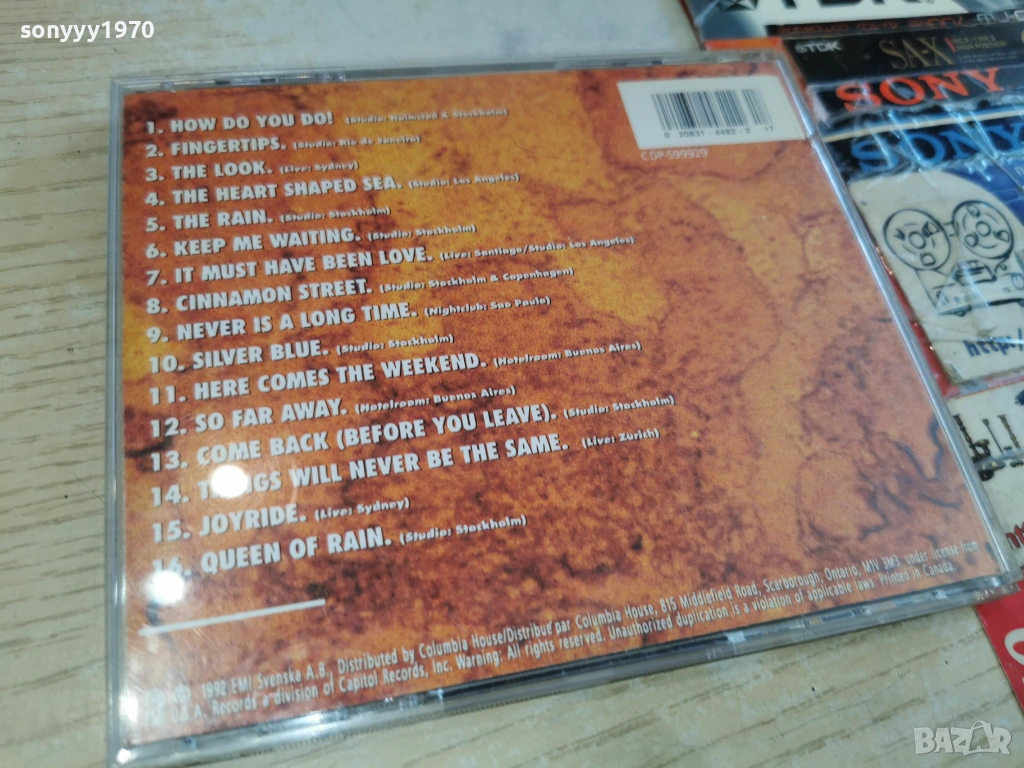 sonyyy1970
TDK
SA-X
SONY
SONY
http:/
0 20831-4492-2 17
CDP 599929
1. HOW DO YOU DO! (Studio: Halmstad & Stockholm)
2. FINGERTIPS. (Studio: Rio de Janeiro)
3. THE LOOK. (Live: Sydney)
4. THE HEART SHAPED SEA. (Studio: Los Angeles)
5. THE RAIN. (Studio: Stockholm)
6. KEEP ME WAITING. (Studio: Stockholm)
7. IT MUST HAVE BEEN LOVE. (Live: Santiago/Studio: Los Angeles)
8. CINNAMON STREET. (Studio: Stockholm & Copenhagen)
9. NEVER IS A LONG TIME. (Nightclub: Sao Paulo)
10. SILVER BLUE. (Studio: Stockholm)
11. HERE COMES THE WEEKEND. (Hotelroom: Buenos Aires)
12. SO FAR AWAY. (Hotelroom: Buenos Aires)
13. COME BACK (BEFORE YOU LEAVE). (Studio: Stockholm)
14. THINGS WILL NEVER BE THE SAME. (Live: Zürich)
15. JOYRIDE. (Live: Sydney)
16. QUEEN OF RAIN. (Studio: Stockholm)
1992 EMI Svenska A.B. Distributed by Columbia House/Distribué par Columbia House, 815 Middlefield Road, Scarborough, Ontario, M1V 3M3 under license from
Records a division of Capitol Records, Inc. Warning: All rights reserved. Unauthorized duplication is a violation of applicable laws. Printed in Canada.
BAZAR